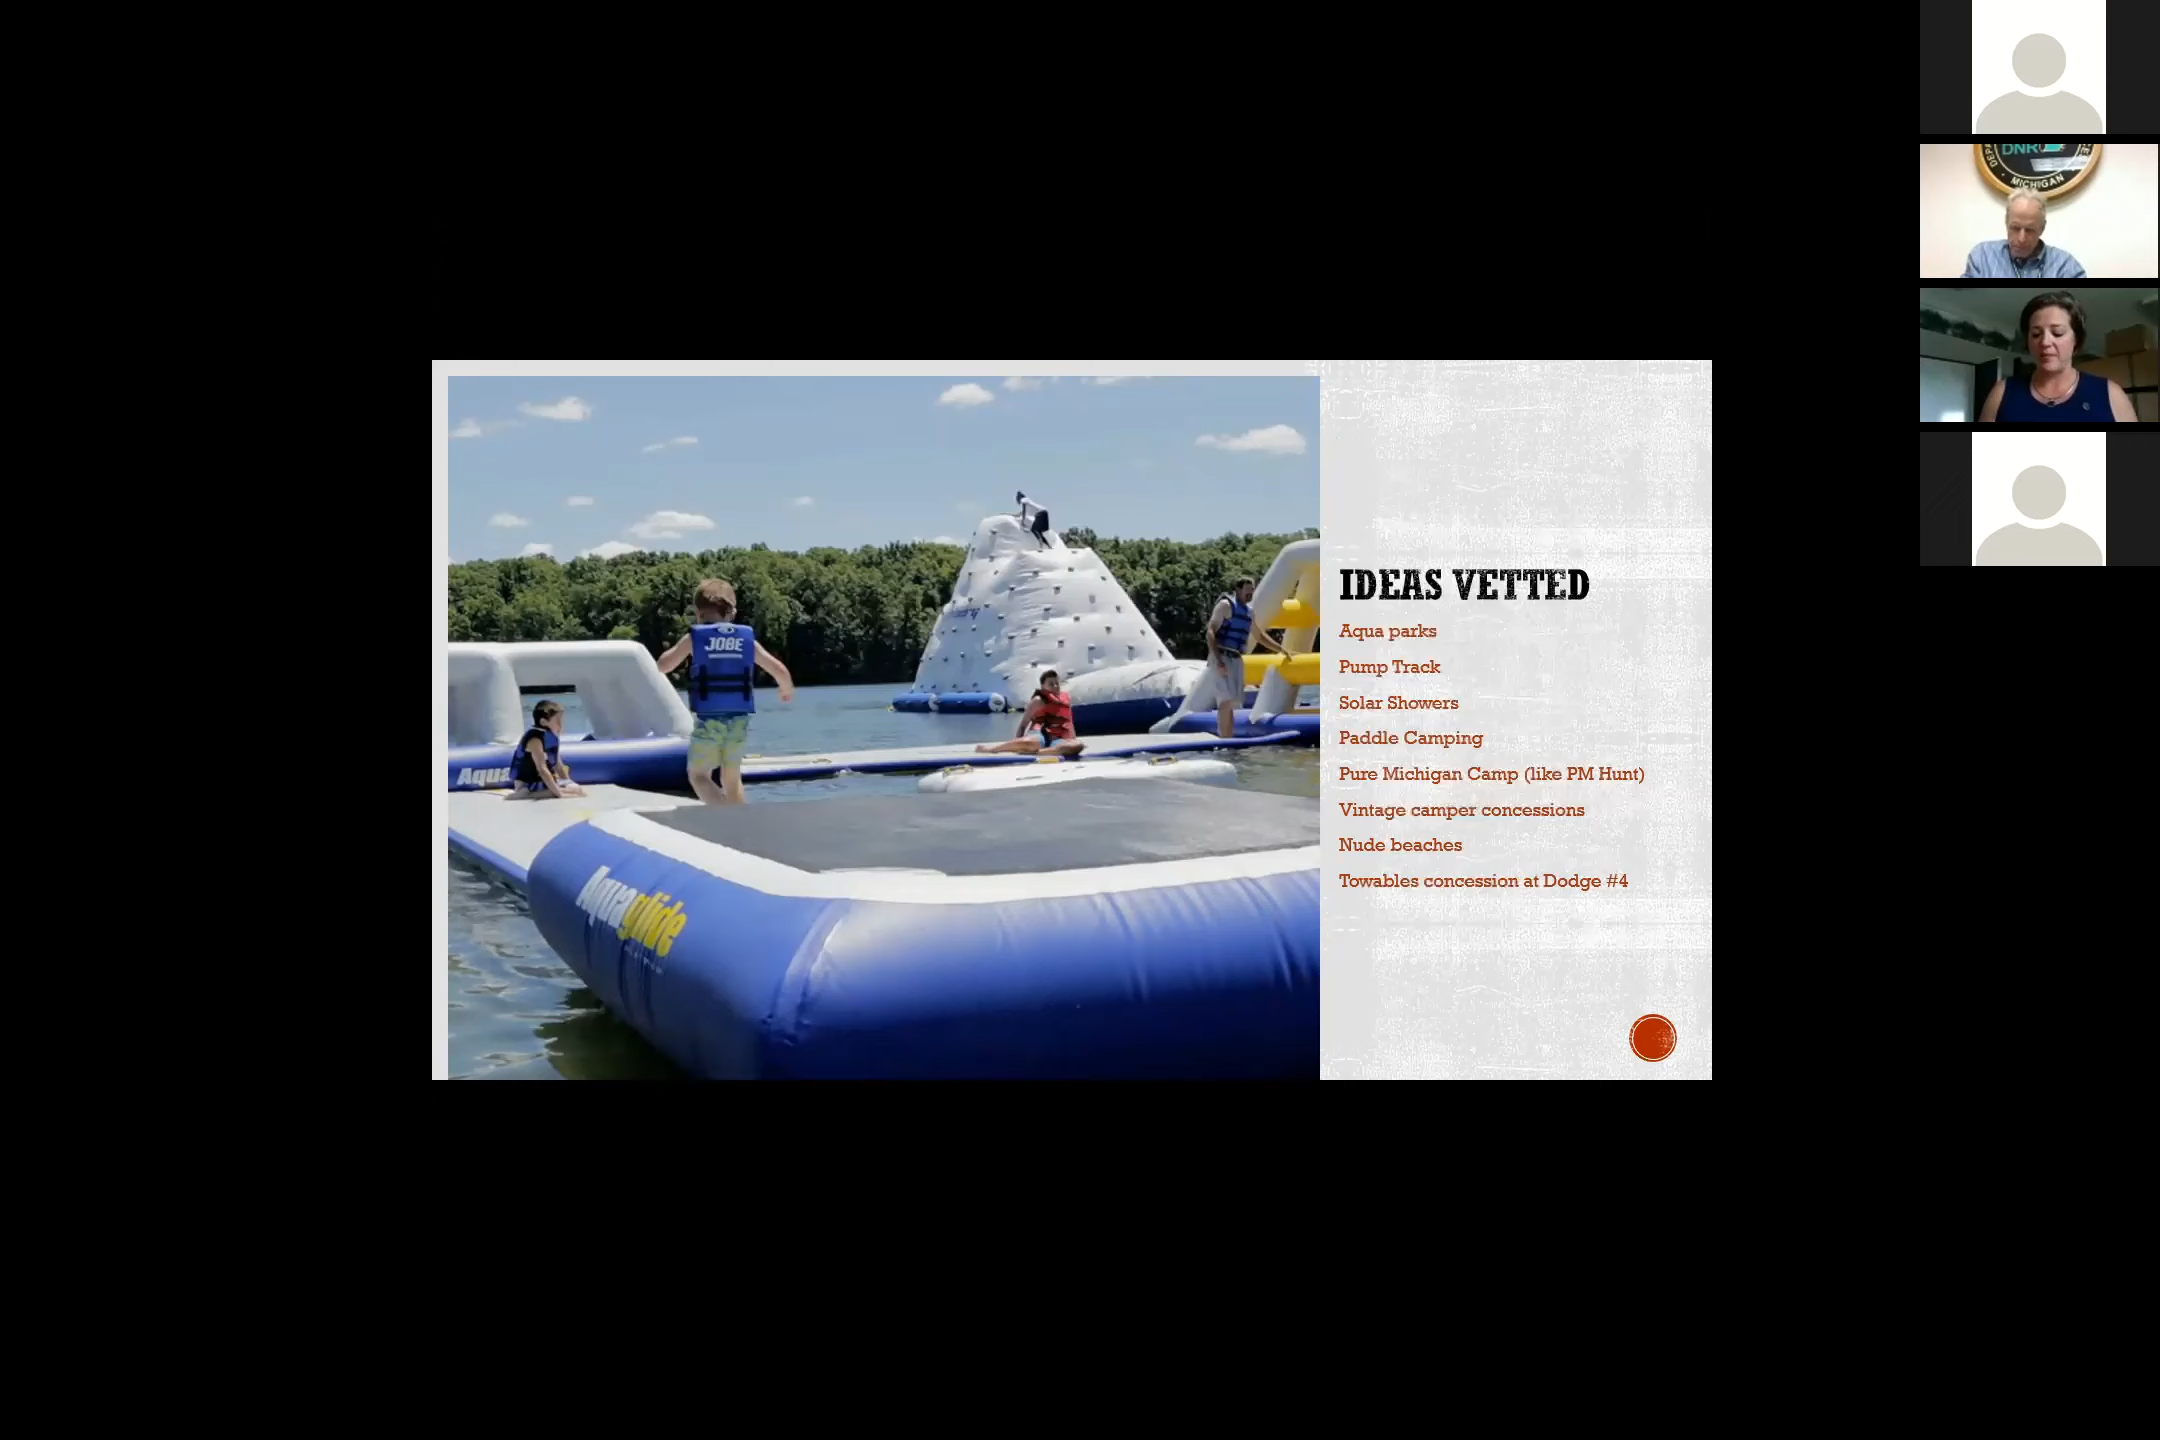 IDEAS VETTED
Aqua parks
Pump Track
Solar Showers
Paddle Camping
Pure Michigan Camp (like PM Hunt)
Vintage camper concessions
Nude beaches
Towables concession at Dodge #4
JOBE
Aqua
Aquaglide
DNR
MICHIGAN